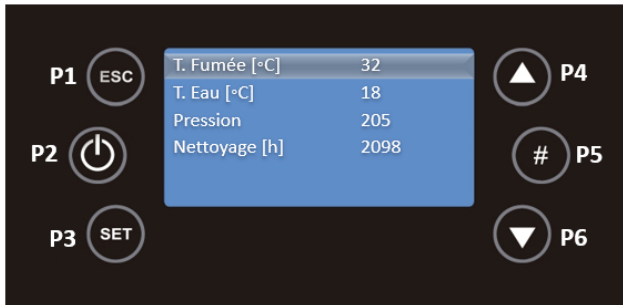 P1 ESC
P2
P3 SET
T. Fumée [°C] 32
T. Eau [°C] 18
Pression 205
Nettoyage [h] 2098
P4
# P5
P6